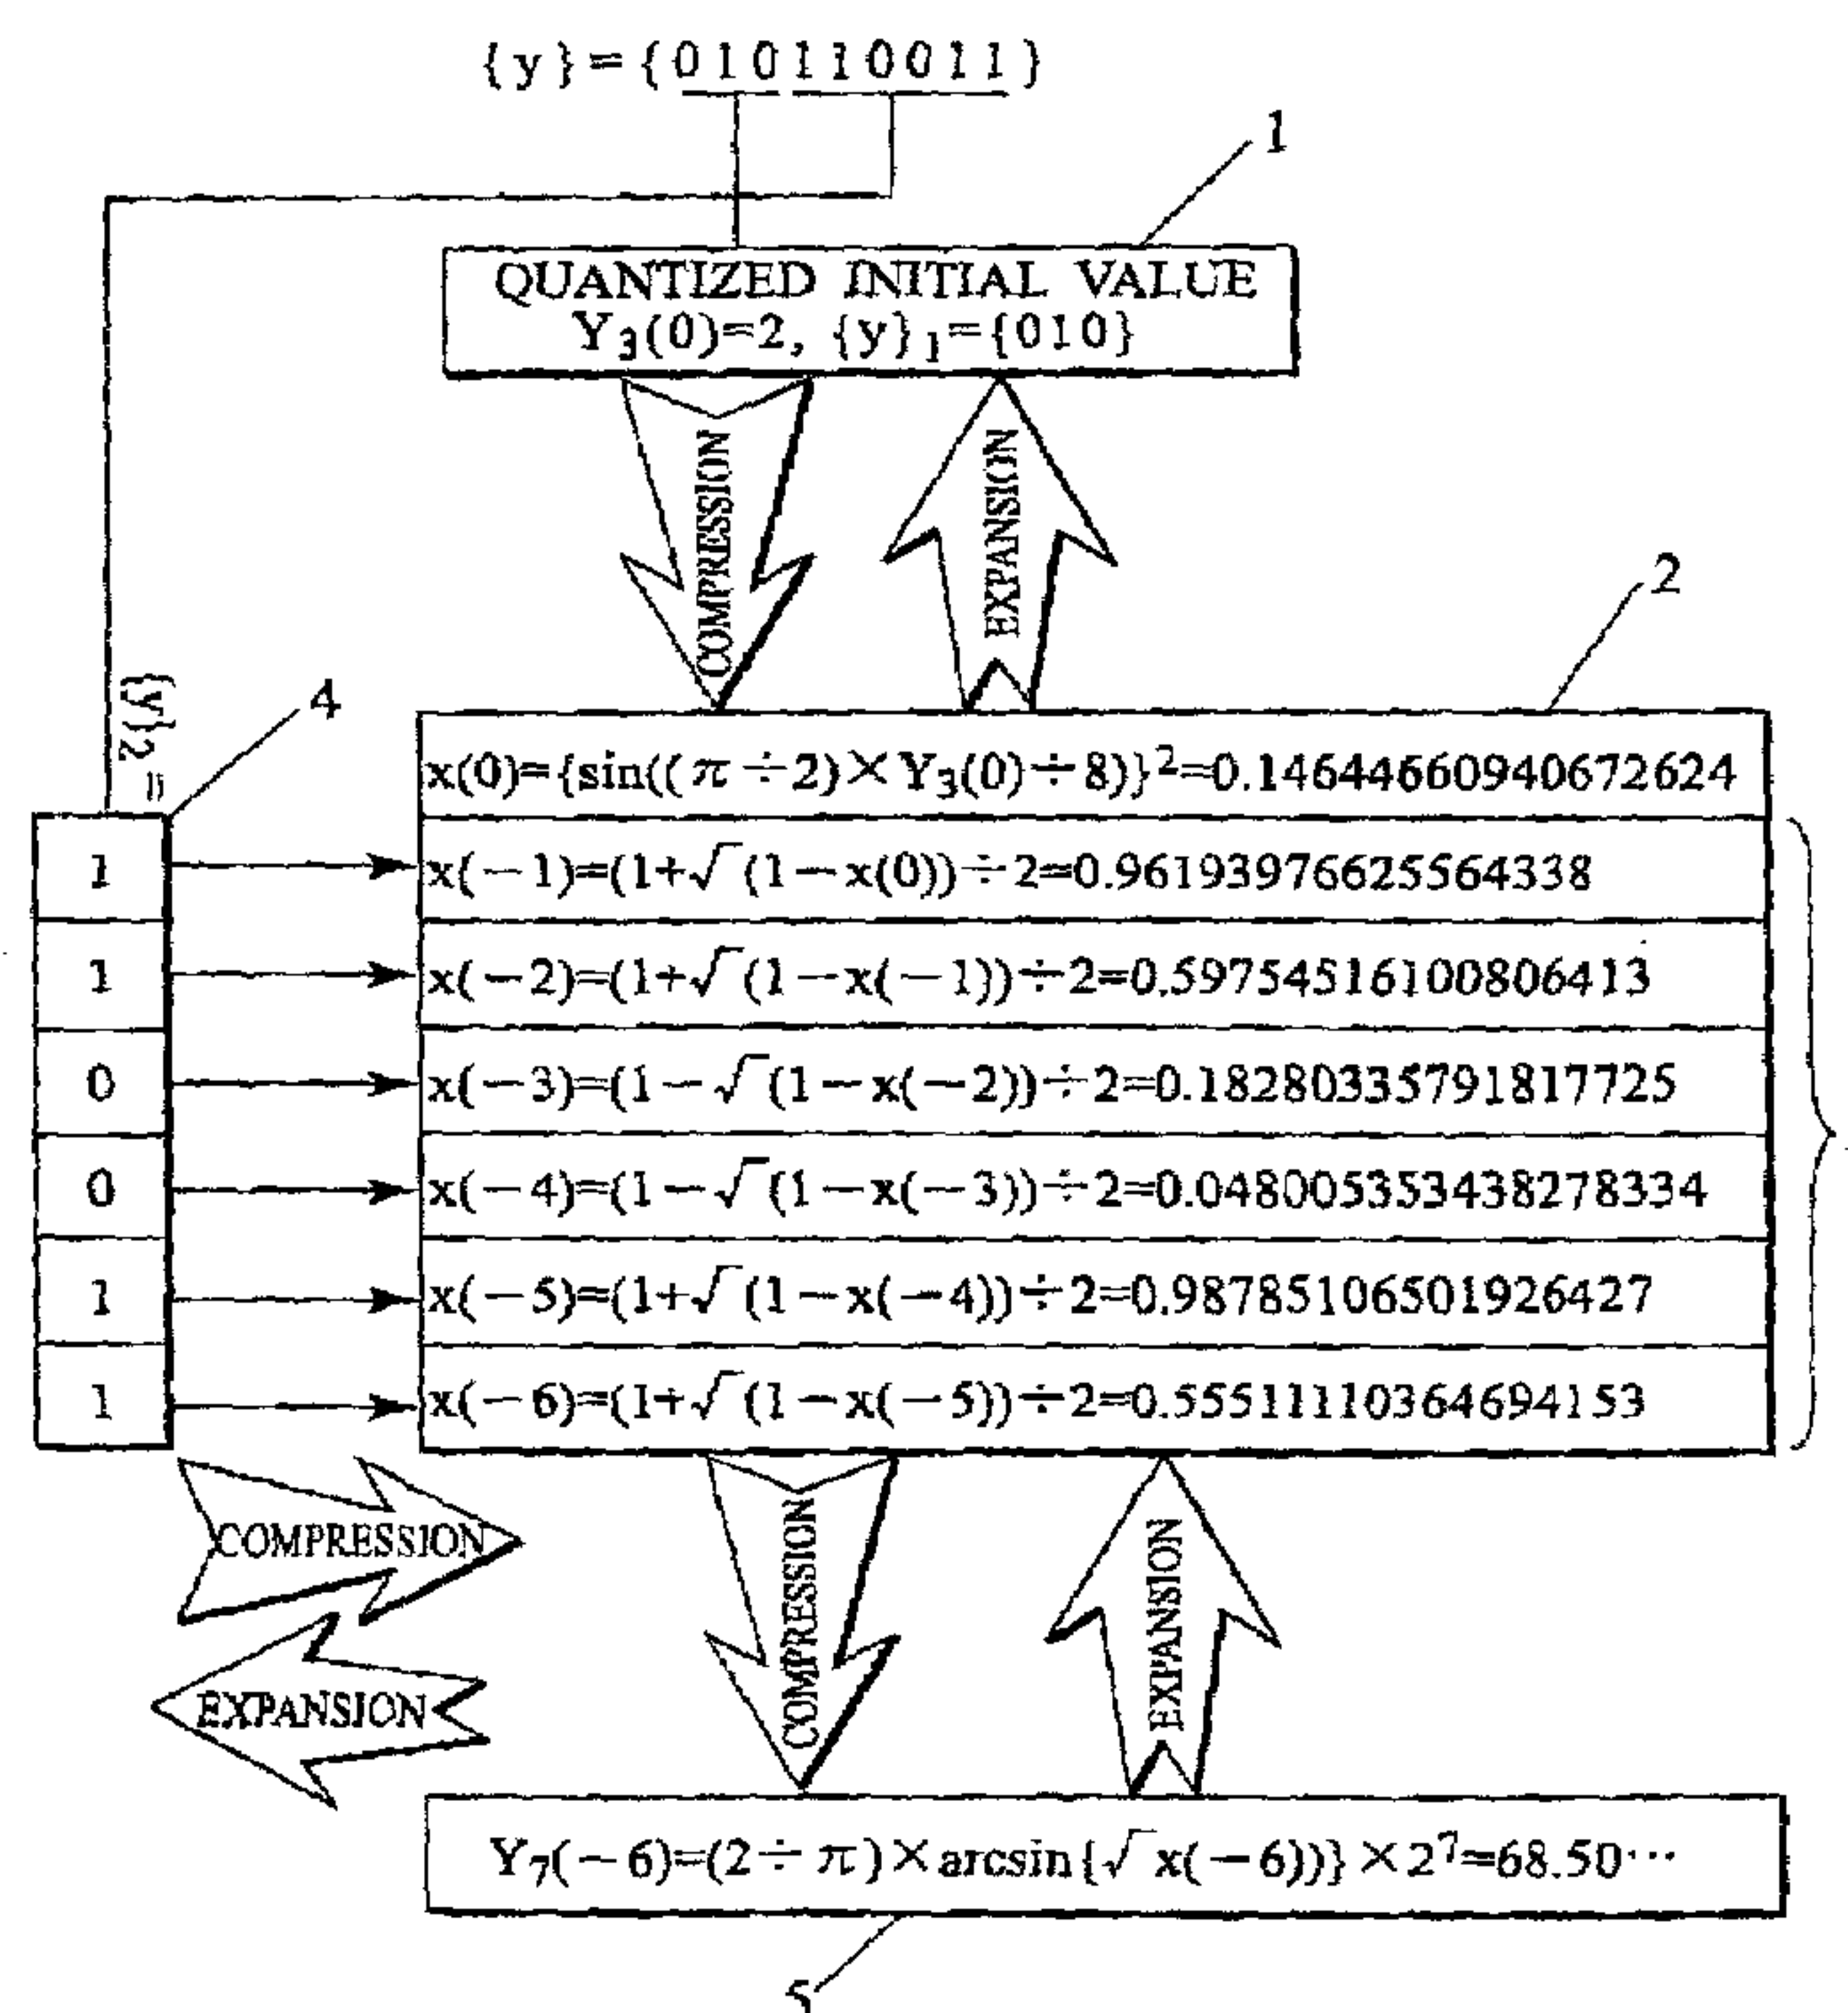 {y}={010110011}
1
QUANTIZED INITIAL VALUE
Y3(0)=2, {y}1={010}
COMPRESSION
EXPANSION
2
{y}2=
4
x(0)={sin((π÷2)×Y3(0)÷8)}²=0.14644660940672624
1
x(−1)=(1+√(1−x(0))÷2=0.96193976625564338
1
x(−2)=(1+√(1−x(−1))÷2=0.59754516100806413
0
x(−3)=(1−√(1−x(−2))÷2=0.18280335791817725
0
x(−4)=(1−√(1−x(−3))÷2=0.048005353438278334
1
x(−5)=(1+√(1−x(−4))÷2=0.98785106501926427
1
x(−6)=(1+√(1−x(−5))÷2=0.55511110364694153
COMPRESSION
EXPANSION
COMPRESSION
EXPANSION
Y7(−6)=(2÷π)×arcsin{√x(−6))}×2⁷=68.50···
5